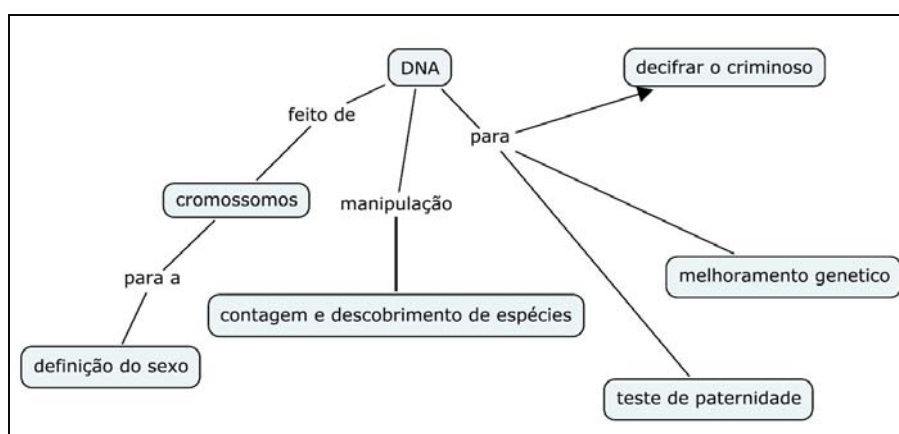 DNA
decifrar o criminoso
feito de
para
cromossomos
manipulação
para a
melhoramento genetico
contagem e descobrimento de espécies
definição do sexo
teste de paternidade